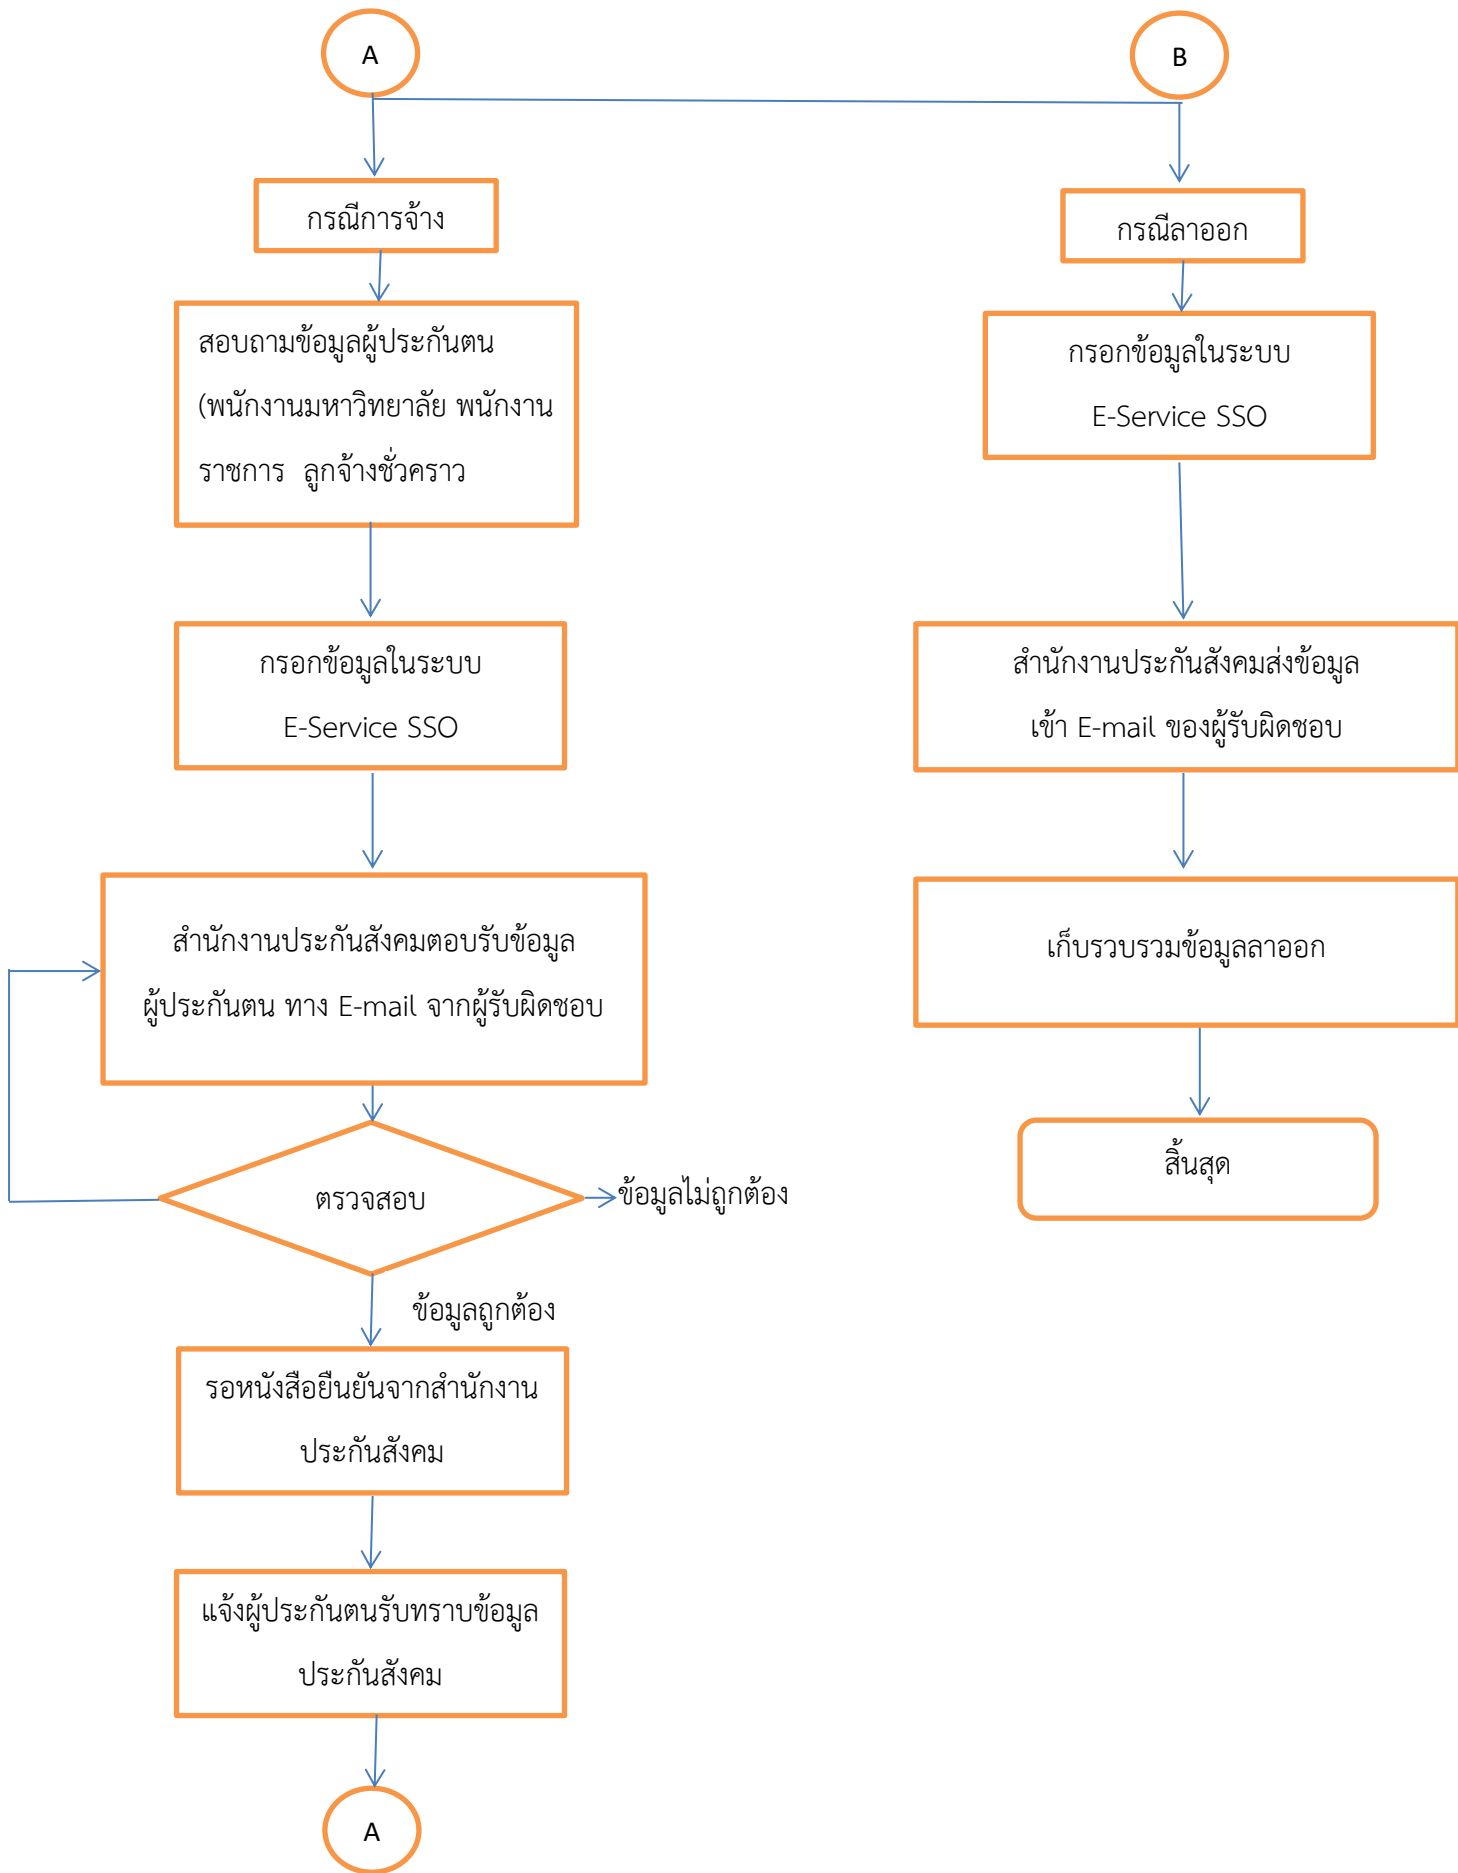 A
B
กรณีการจ้าง
สอบถามข้อมูลผู้ประกันตน
(พนักงานมหาวิทยาลัย พนักงาน
ราชการ ลูกจ้างชั่วคราว
กรอกข้อมูลในระบบ
E-Service SSO
สำนักงานประกันสังคมตอบรับข้อมูล
ผู้ประกันตน ทาง E-mail จากผู้รับผิดชอบ
ตรวจสอบ
ข้อมูลไม่ถูกต้อง
ข้อมูลถูกต้อง
รอหนังสือยืนยันจากสำนักงาน
ประกันสังคม
แจ้งผู้ประกันตนรับทราบข้อมูล
ประกันสังคม
A
กรณีลาออก
กรอกข้อมูลในระบบ
E-Service SSO
สำนักงานประกันสังคมส่งข้อมูล
เข้า E-mail ของผู้รับผิดชอบ
เก็บรวบรวมข้อมูลลาออก
สิ้นสุด